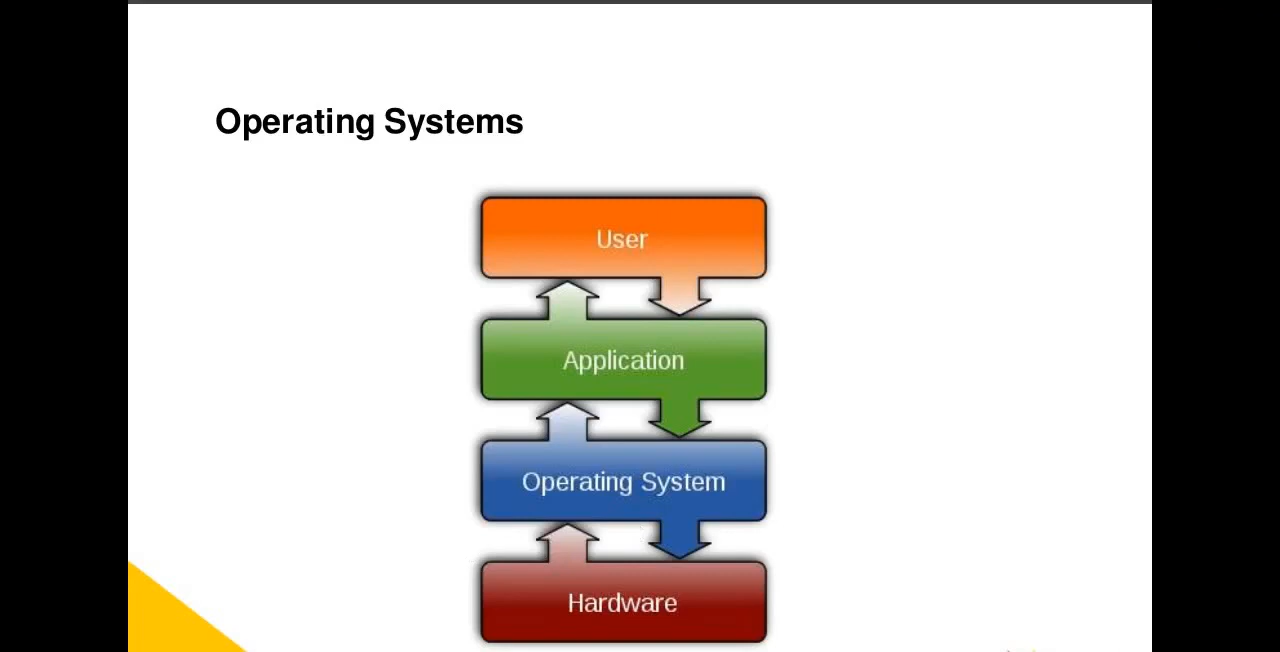 Operating Systems
User
Application
Operating System
Hardware